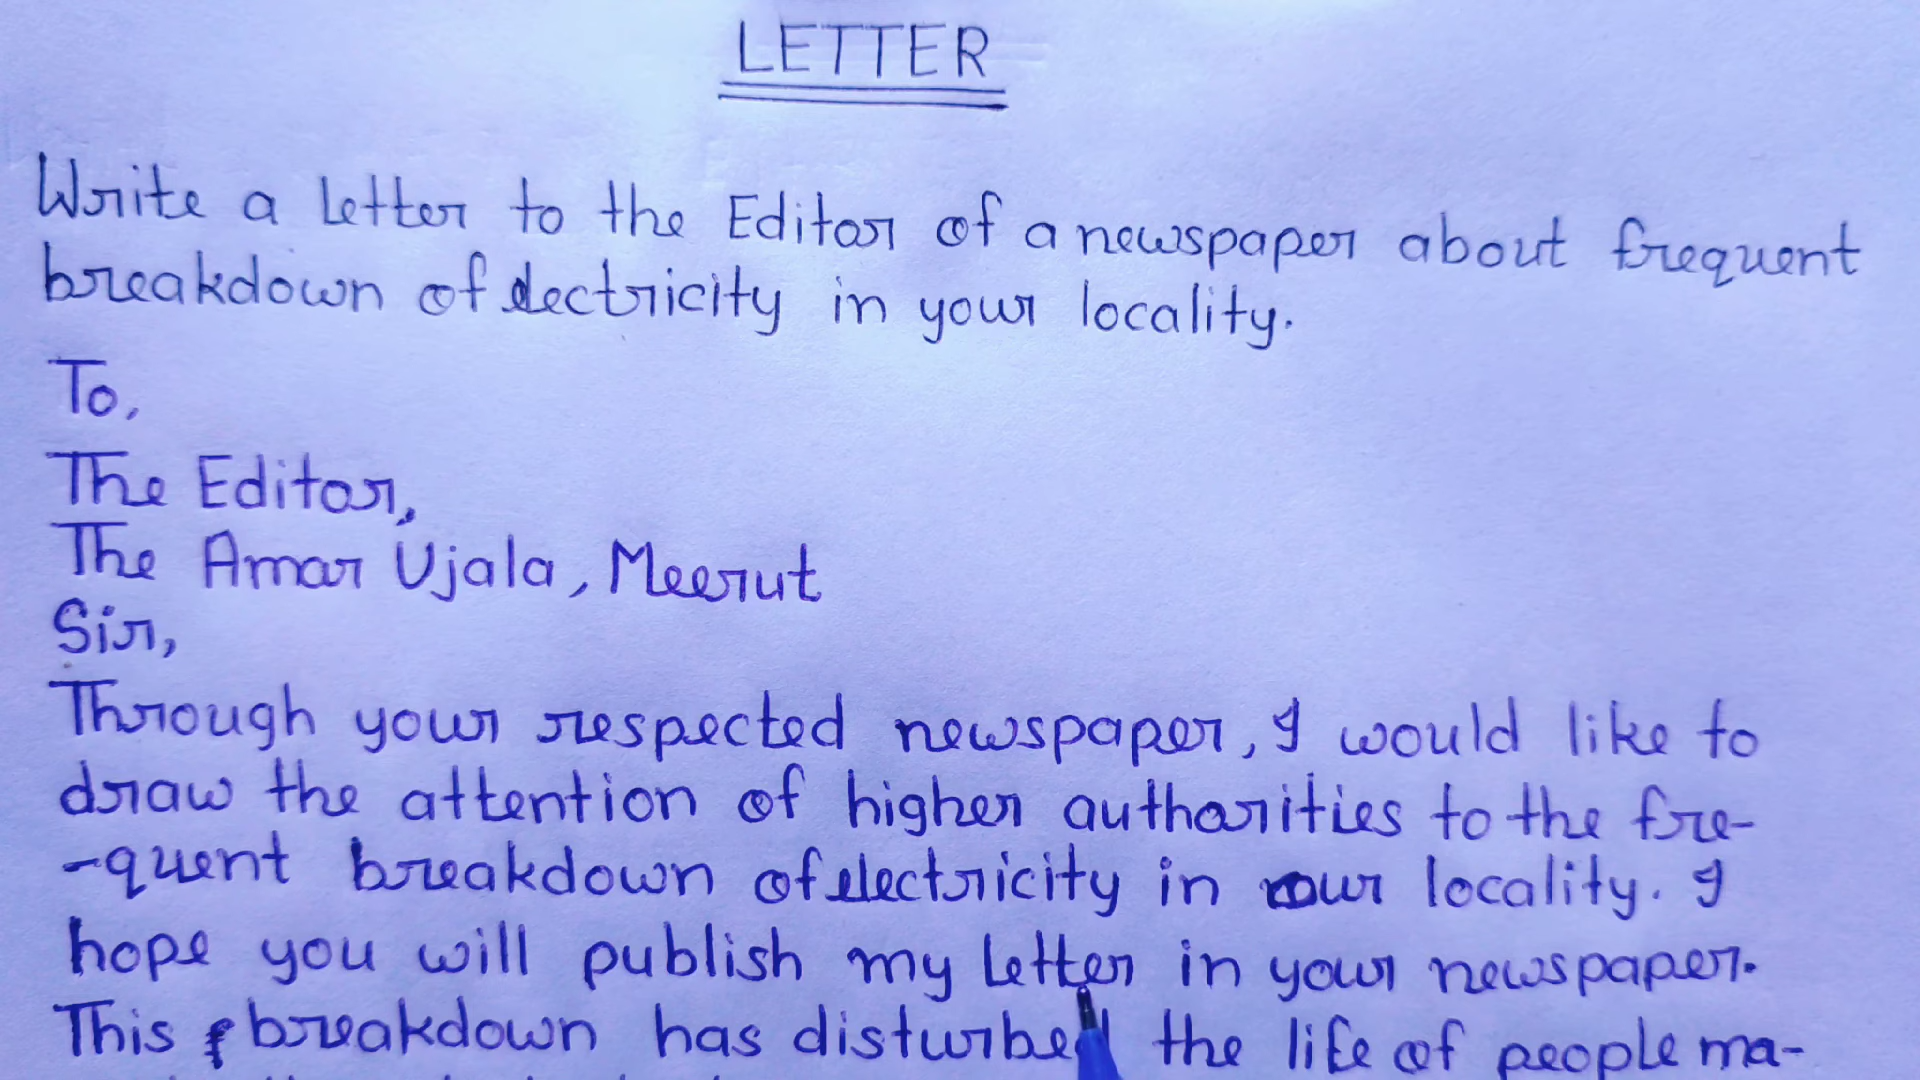 LETTER
Write a letter to the Editor of a newspaper about frequent
breakdown of electricity in your locality.
To,
The Editor,
The Amar Ujala, Meerut
Sir,
Through your respected newspaper, I would like to
draw the attention of higher authorities to the fre-
-quent breakdown of electricity in our locality. I
hope you will publish my letter in your newspaper.
This breakdown has disturbed the life of people ma-